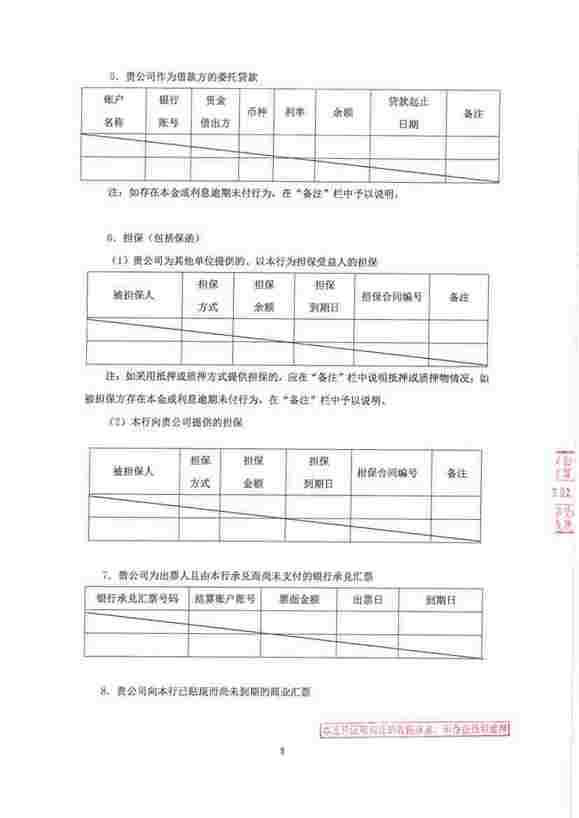 5. 贵公司作为借款方的委托贷款
账户名称 银行账号 资金借出方 币种 利率 余额 贷款起止日期 备注
注：如存在本金或利息逾期未付行为，在“备注”栏中予以说明。
6. 担保（包括保函）
（1）贵公司为其他单位提供的、以本行为担保受益人的担保
被担保人 担保方式 担保余额 担保到期日 担保合同编号 备注
注：如采用抵押或质押方式提供担保的，应在“备注”栏中说明抵押或质押物情况；如
被担保方存在本金或利息逾期未付行为，在“备注”栏中予以说明。
（2）本行向贵公司提供的担保
被担保人 担保方式 担保金额 担保到期日 担保合同编号 备注
7. 贵公司为出票人且由本行承兑而尚未支付的银行承兑汇票
银行承兑汇票号码 结算账户账号 票面金额 出票日 到期日
8. 贵公司向本行已贴现而尚未到期的商业汇票